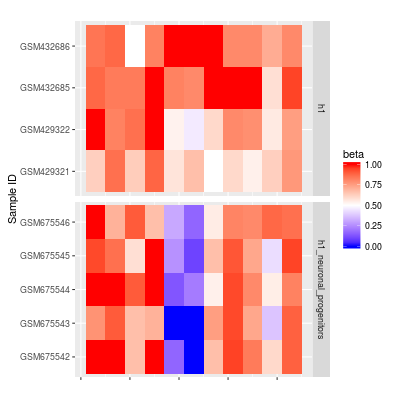 Sample ID
GSM432686
GSM432685
GSM429322
GSM429321
h1
GSM675546
GSM675545
GSM675544
GSM675543
GSM675542
h1_neuronal_progenitors
beta
1.00
0.75
0.50
0.25
0.00